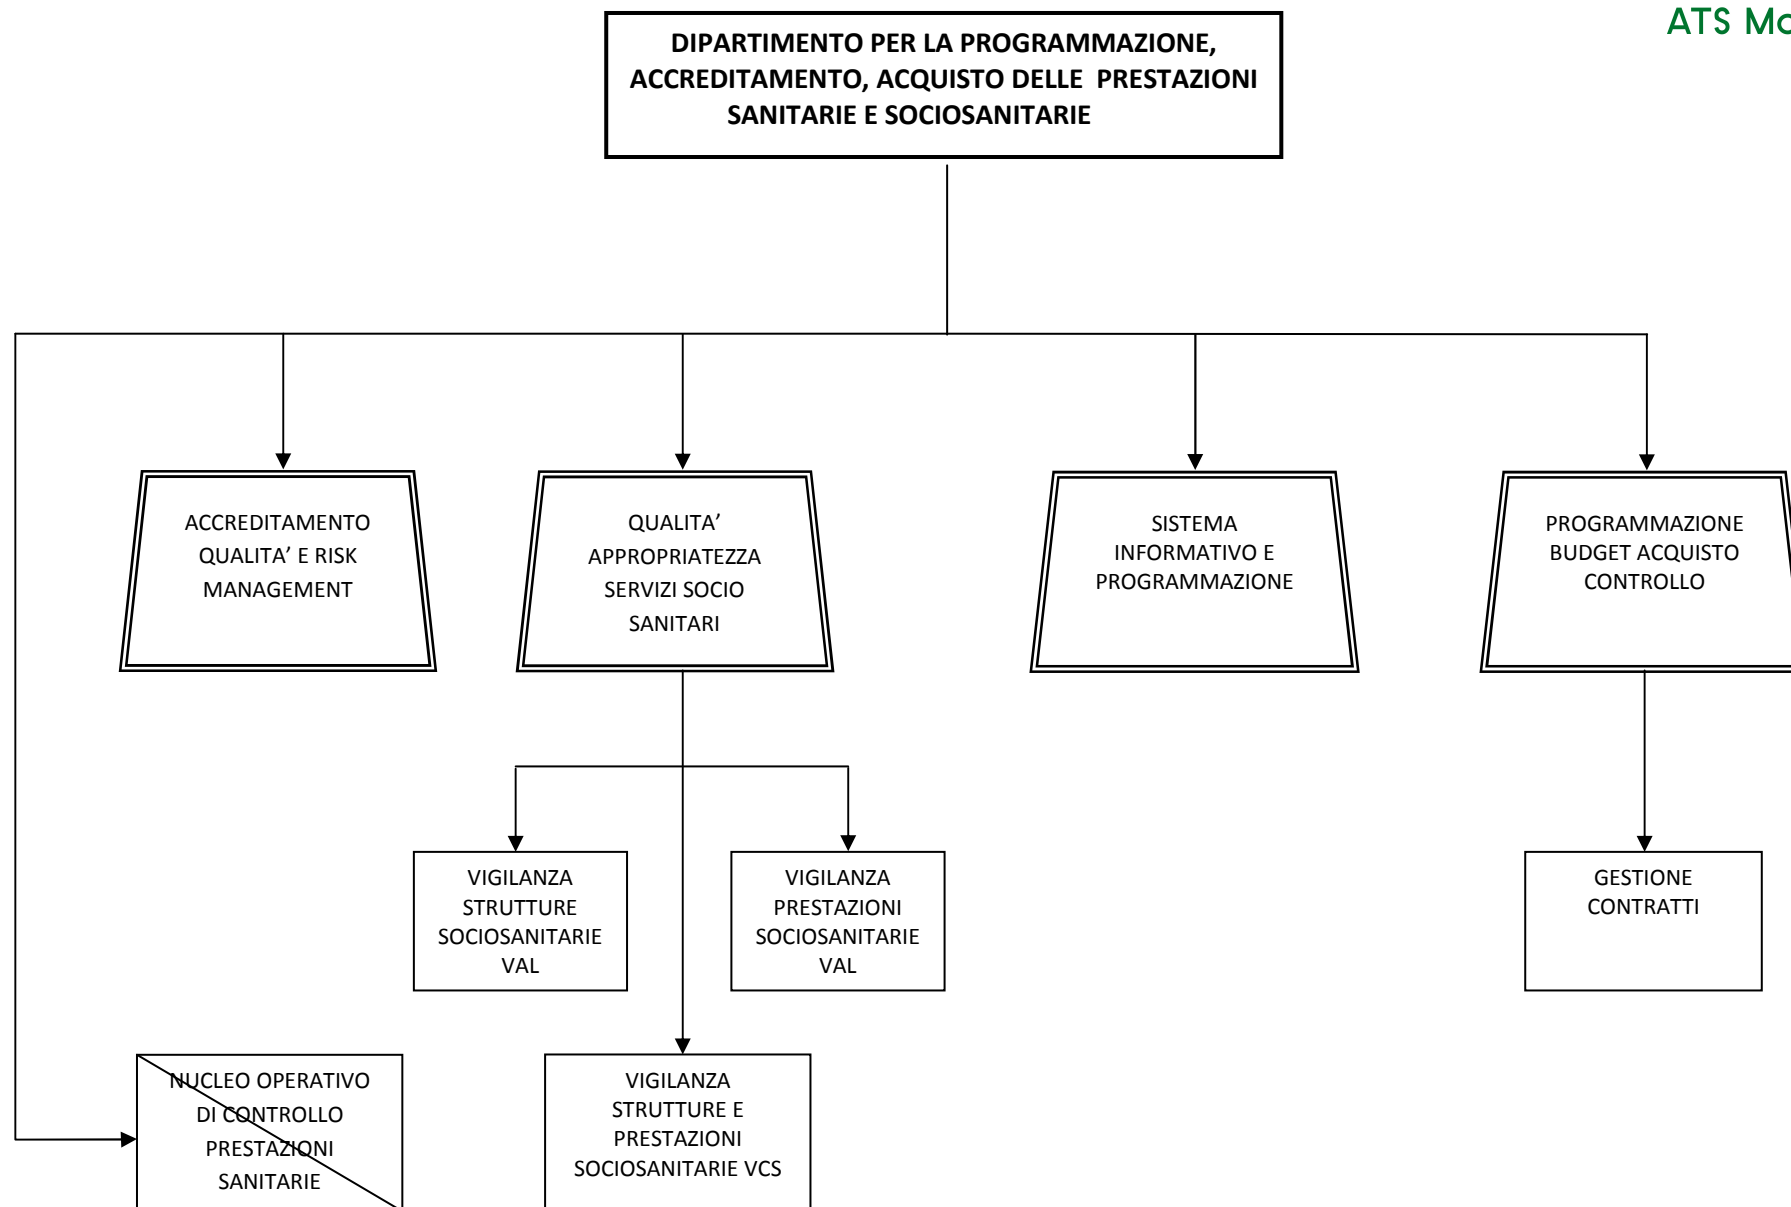 ATS Mo
DIPARTIMENTO PER LA PROGRAMMAZIONE,
ACCREDITAMENTO, ACQUISTO DELLE PRESTAZIONI
SANITARIE E SOCIOSANITARIE
ACCREDITAMENTO
QUALITA’ E RISK
MANAGEMENT
QUALITA’
APPROPRIATEZZA
SERVIZI SOCIO
SANITARI
SISTEMA
INFORMATIVO E
PROGRAMMAZIONE
PROGRAMMAZIONE
BUDGET ACQUISTO
CONTROLLO
VIGILANZA
STRUTTURE
SOCIOSANITARIE
VAL
VIGILANZA
PRESTAZIONI
SOCIOSANITARIE
VAL
GESTIONE
CONTRATTI
NUCLEO OPERATIVO
DI CONTROLLO
PRESTAZIONI
SANITARIE
VIGILANZA
STRUTTURE E
PRESTAZIONI
SOCIOSANITARIE VCS